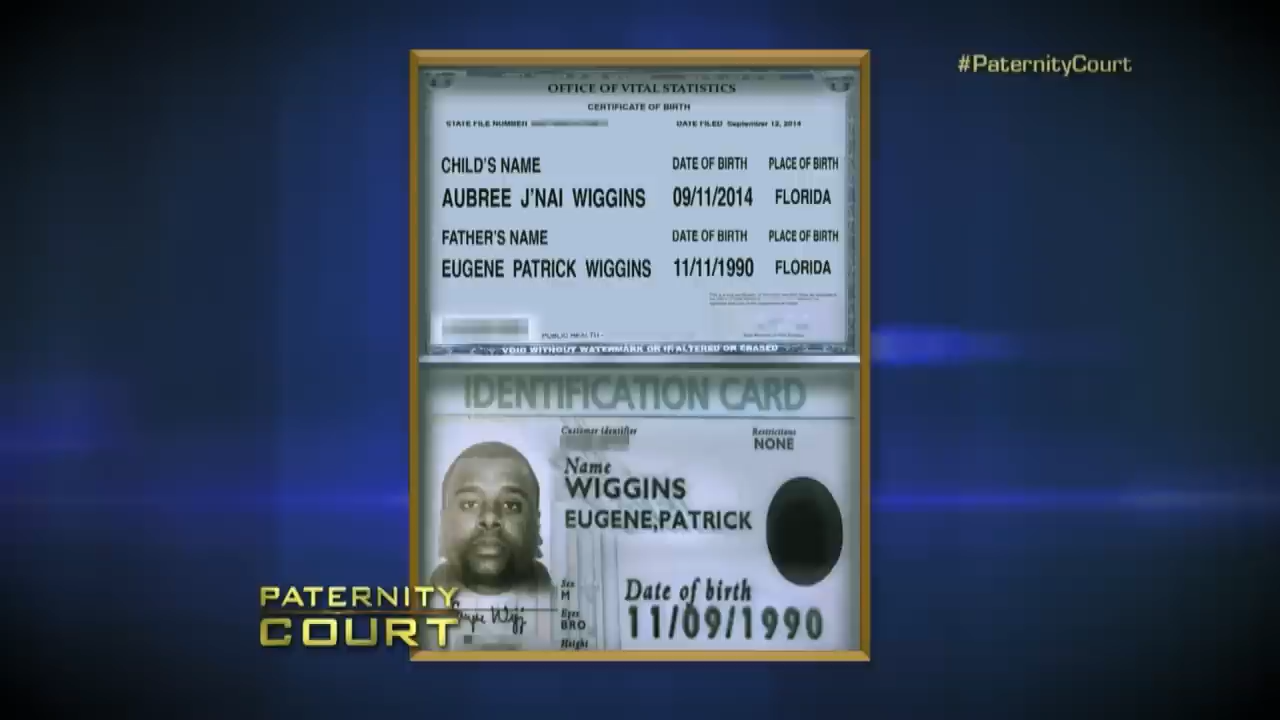 #PaternityCourt
OFFICE OF VITAL STATISTICS
CERTIFICATE OF BIRTH
STATE FILE NUMBER
DATE FILED September 12, 2014
CHILD'S NAME DATE OF BIRTH PLACE OF BIRTH
AUBREE J'NAI WIGGINS 09/11/2014 FLORIDA
FATHER'S NAME DATE OF BIRTH PLACE OF BIRTH
EUGENE PATRICK WIGGINS 11/11/1990 FLORIDA
PUBLIC HEALTH -
VOID WITHOUT WATERMARK OR IF ALTERED OR ERASED
IDENTIFICATION CARD
Customer Identifier
Restrictions
NONE
Name
WIGGINS
EUGENE,PATRICK
Sex
M
Eyes
BRO
Height
Date of birth
11/09/1990
PATERNITY
COURT